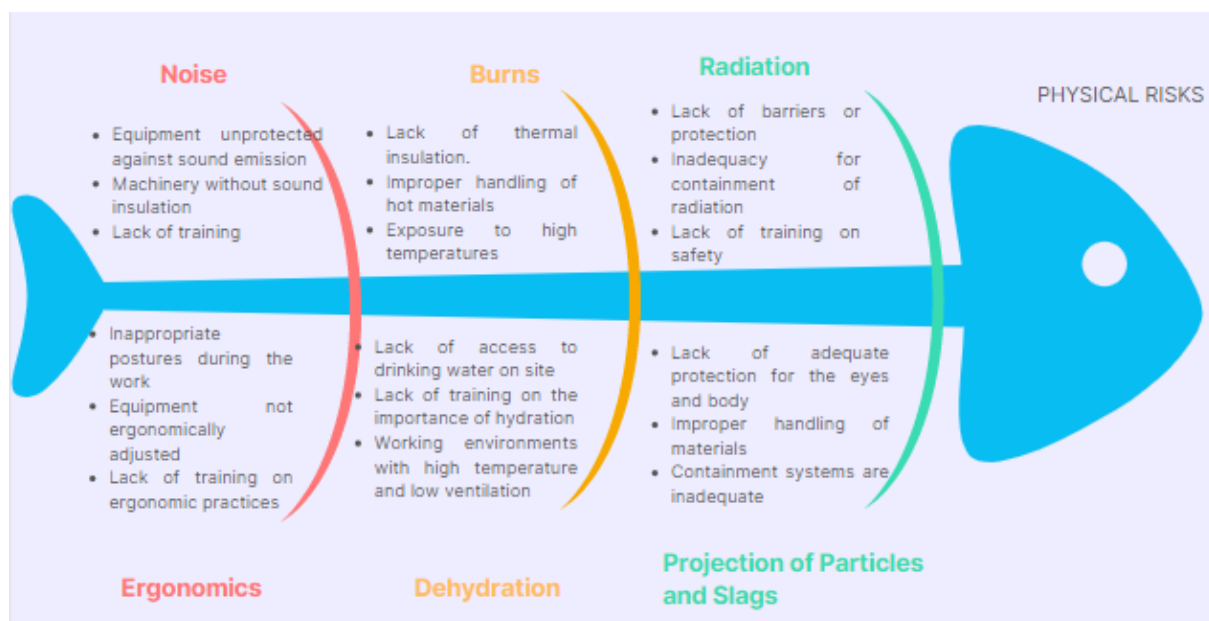 Noise
Equipment unprotected
against sound emission
Machinery without sound
insulation
Lack of training
Burns
Lack of thermal
insulation.
Improper handling of
hot materials
Exposure to high
temperatures
Radiation
Lack of barriers or
protection
Inadequacy for
containment of
radiation
Lack of training on
safety
PHYSICAL RISKS
Inappropriate
postures during the
work
Equipment not
ergonomically
adjusted
Lack of training on
ergonomic practices
Ergonomics
Lack of access to
drinking water on site
Lack of training on the
importance of hydration
Working environments
with high temperature
and low ventilation
Dehydration
Lack of adequate
protection for the eyes
and body
Improper handling of
materials
Containment systems are
inadequate
Projection of Particles
and Slags